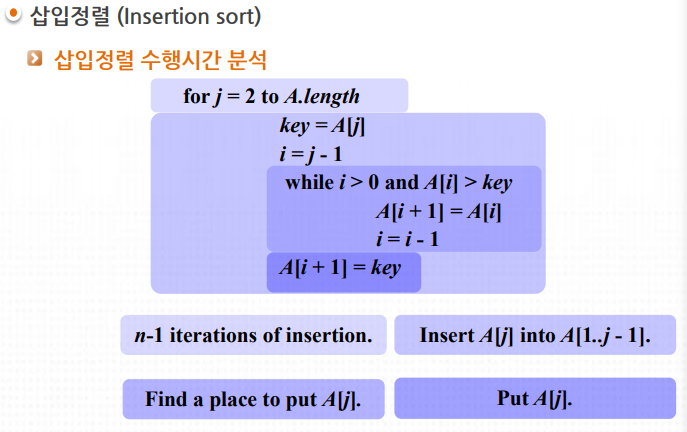 삽입정렬 (Insertion sort)
삽입정렬 수행시간 분석
for j = 2 to A.length
key = A[j]
i = j - 1
while i > 0 and A[i] > key
A[i + 1] = A[i]
i = i - 1
A[i + 1] = key
n-1 iterations of insertion.
Insert A[j] into A[1..j - 1].
Find a place to put A[j].
Put A[j].